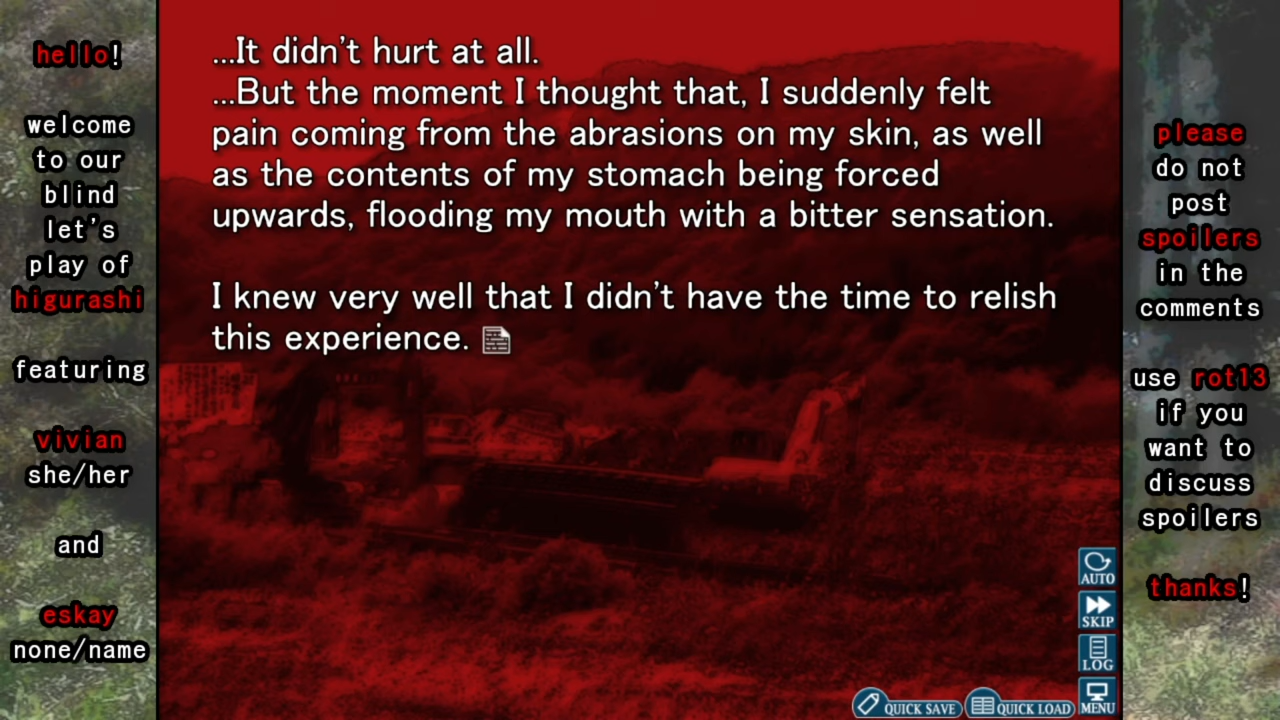 hello!
welcome
to our
blind
let's
play of
higurashi
featuring
vivian
she/her
and
eskay
none/name
...It didn't hurt at all.
...But the moment I thought that, I suddenly felt
pain coming from the abrasions on my skin, as well
as the contents of my stomach being forced
upwards, flooding my mouth with a bitter sensation.
I knew very well that I didn't have the time to relish
this experience.
AUTO
SKIP
LOG
MENU
QUICK SAVE
QUICK LOAD
please
do not
post
spoilers
in the
comments
use rot13
if you
want to
discuss
spoilers
thanks!